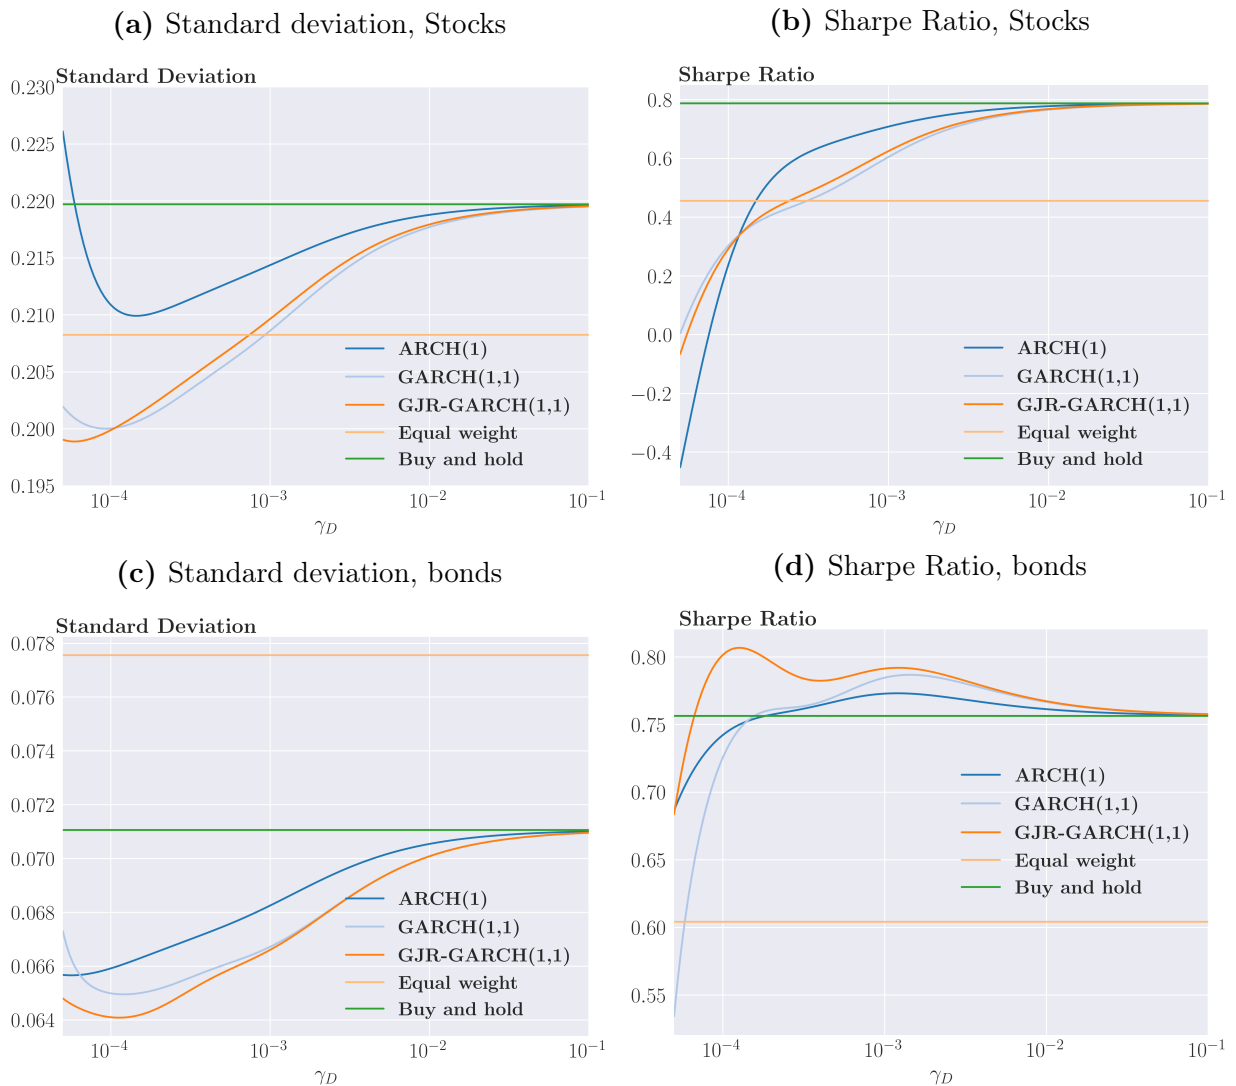 (a) Standard deviation, Stocks
Standard Deviation
0.230
0.225
0.220
0.215
0.210
0.205
0.200
0.195
ARCH(1)
GARCH(1,1)
GJR-GARCH(1,1)
Equal weight
Buy and hold
10⁻⁴ 10⁻³ 10⁻² 10⁻¹
γ_D
(b) Sharpe Ratio, Stocks
Sharpe Ratio
0.8
0.6
0.4
0.2
0.0
−0.2
−0.4
ARCH(1)
GARCH(1,1)
GJR-GARCH(1,1)
Equal weight
Buy and hold
10⁻⁴ 10⁻³ 10⁻² 10⁻¹
γ_D
(c) Standard deviation, bonds
Standard Deviation
0.078
0.076
0.074
0.072
0.070
0.068
0.066
0.064
ARCH(1)
GARCH(1,1)
GJR-GARCH(1,1)
Equal weight
Buy and hold
10⁻⁴ 10⁻³ 10⁻² 10⁻¹
γ_D
(d) Sharpe Ratio, bonds
Sharpe Ratio
0.80
0.75
0.70
0.65
0.60
0.55
ARCH(1)
GARCH(1,1)
GJR-GARCH(1,1)
Equal weight
Buy and hold
10⁻⁴ 10⁻³ 10⁻² 10⁻¹
γ_D